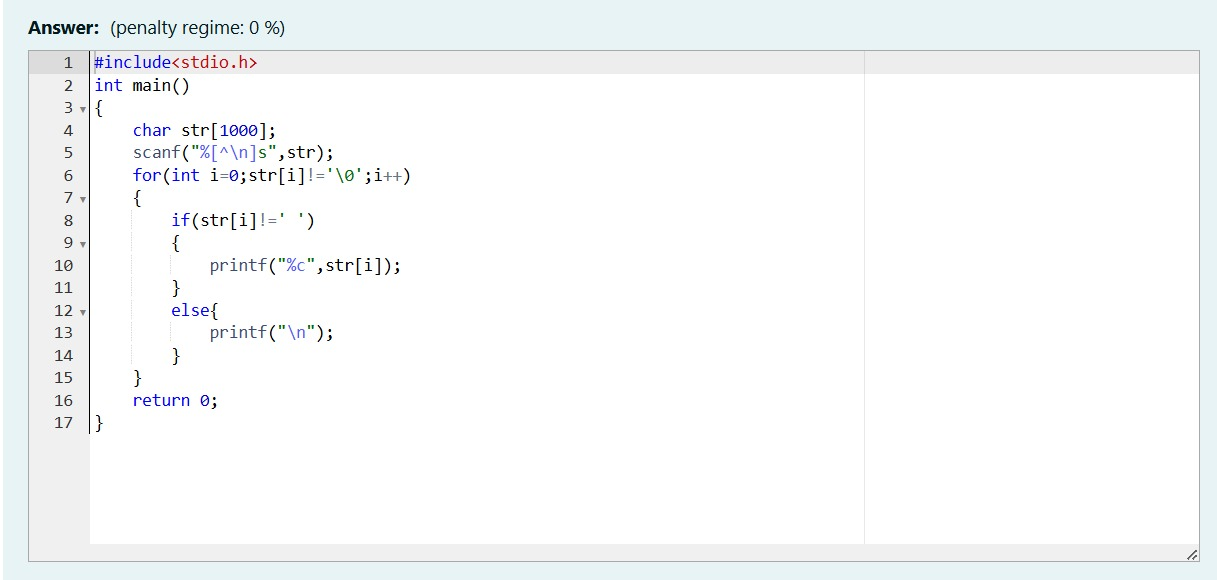 Answer: (penalty regime: 0 %)
1 #include<stdio.h>
2 int main()
3 {
4     char str[1000];
5     scanf("%[^\n]s",str);
6     for(int i=0;str[i]!='\0';i++)
7     {
8         if(str[i]!=' ')
9         {
10             printf("%c",str[i]);
11         }
12         else{
13             printf("\n");
14         }
15     }
16     return 0;
17 }